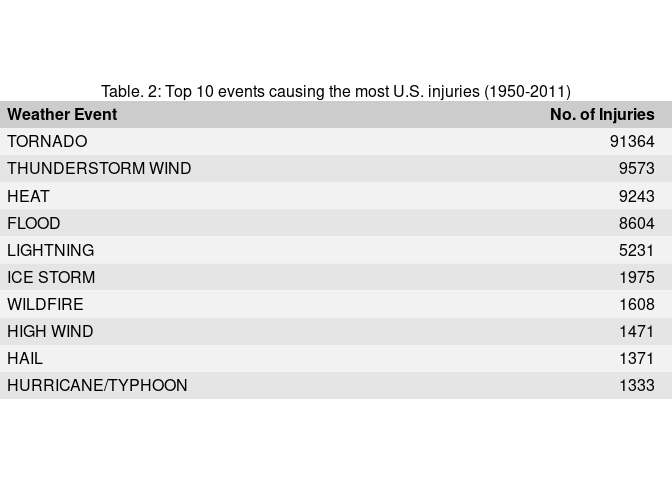 Table. 2: Top 10 events causing the most U.S. injuries (1950-2011)
Weather Event No. of Injuries
TORNADO 91364
THUNDERSTORM WIND 9573
HEAT 9243
FLOOD 8604
LIGHTNING 5231
ICE STORM 1975
WILDFIRE 1608
HIGH WIND 1471
HAIL 1371
HURRICANE/TYPHOON 1333